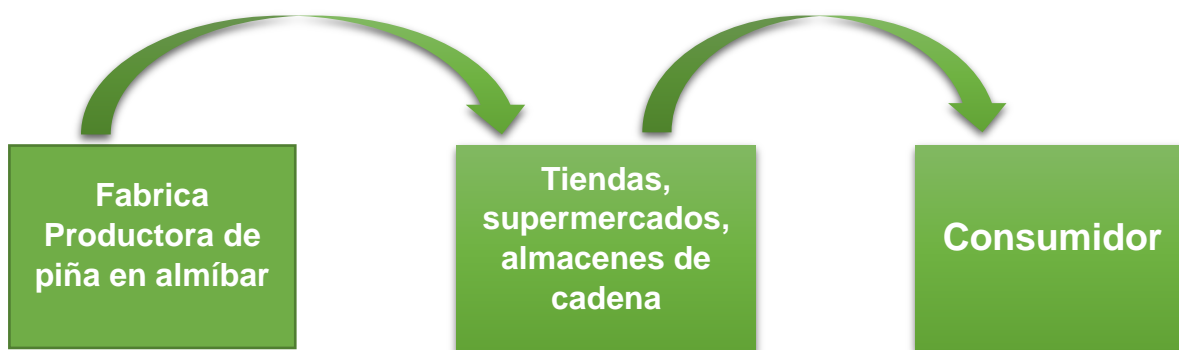 Fabrica
Productora de
piña en almíbar
Tiendas,
supermercados,
almacenes de
cadena
Consumidor